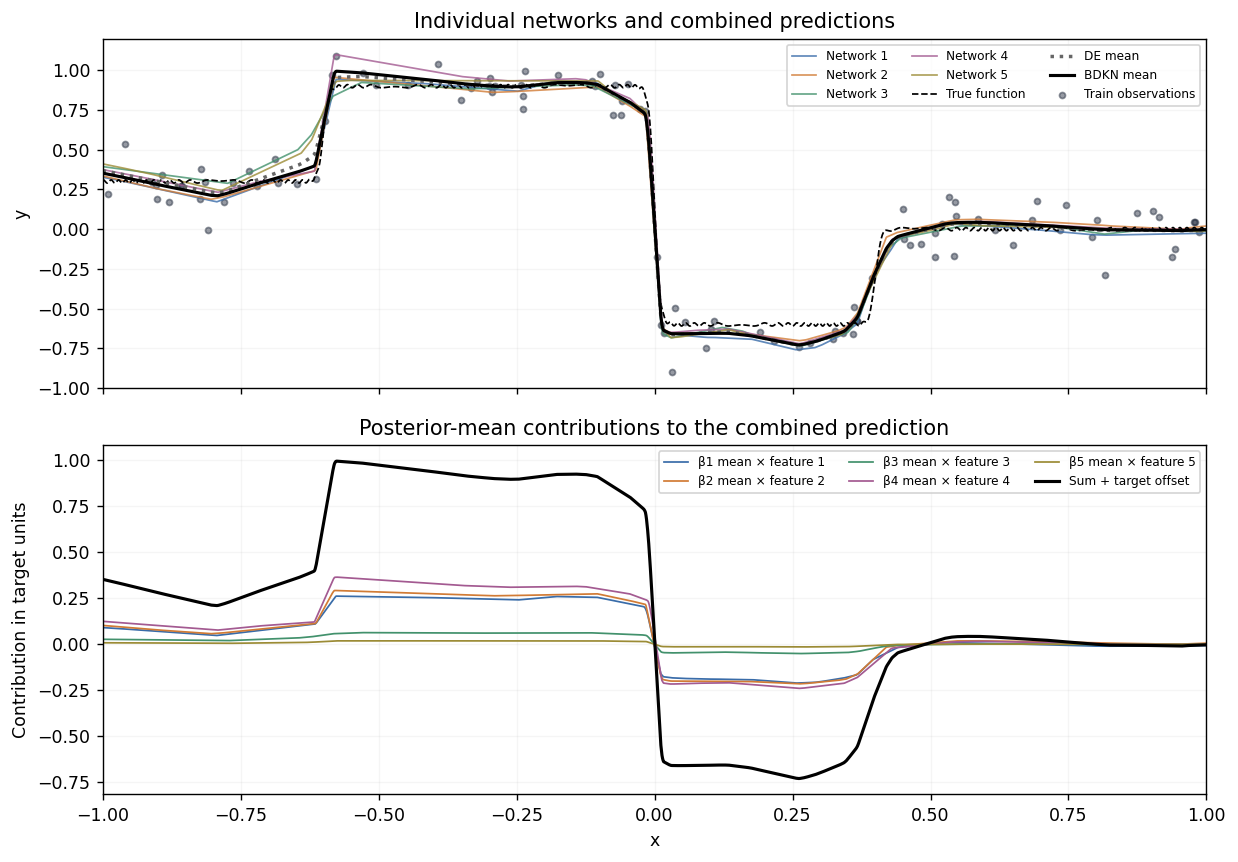 Individual networks and combined predictions
Network 1
Network 2
Network 3
Network 4
Network 5
True function
DE mean
BDKN mean
Train observations
1.00
0.75
0.50
0.25
0.00
−0.25
−0.50
−0.75
−1.00
y
Posterior-mean contributions to the combined prediction
β1 mean × feature 1
β2 mean × feature 2
β3 mean × feature 3
β4 mean × feature 4
β5 mean × feature 5
Sum + target offset
1.00
0.75
0.50
0.25
0.00
−0.25
−0.50
−0.75
Contribution in target units
−1.00
−0.75
−0.50
−0.25
0.00
0.25
0.50
0.75
1.00
x